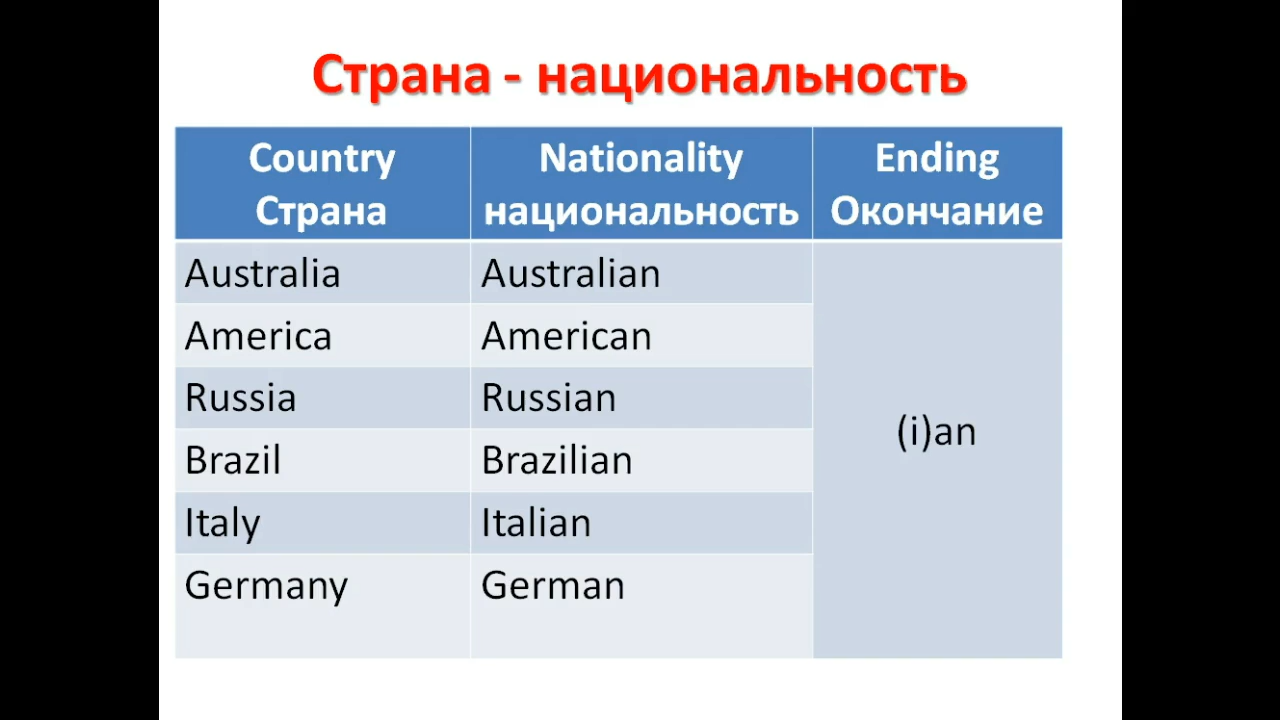 Страна - национальность
Country Nationality Ending
Страна национальность Окончание
Australia Australian
America American
Russia Russian
(i)an
Brazil Brazilian
Italy Italian
Germany German